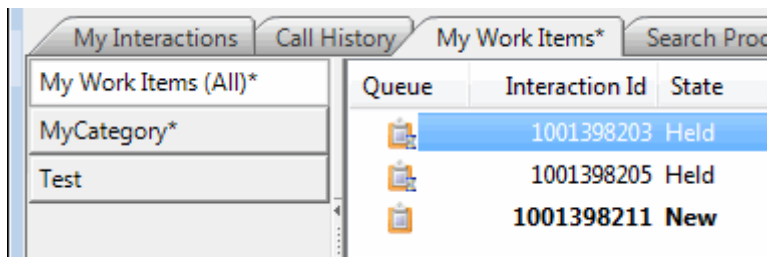 My Interactions Call History My Work Items* Search Proc
My Work Items (All)* Queue Interaction Id State
MyCategory* 1001398203 Held
Test 1001398205 Held
1001398211 New